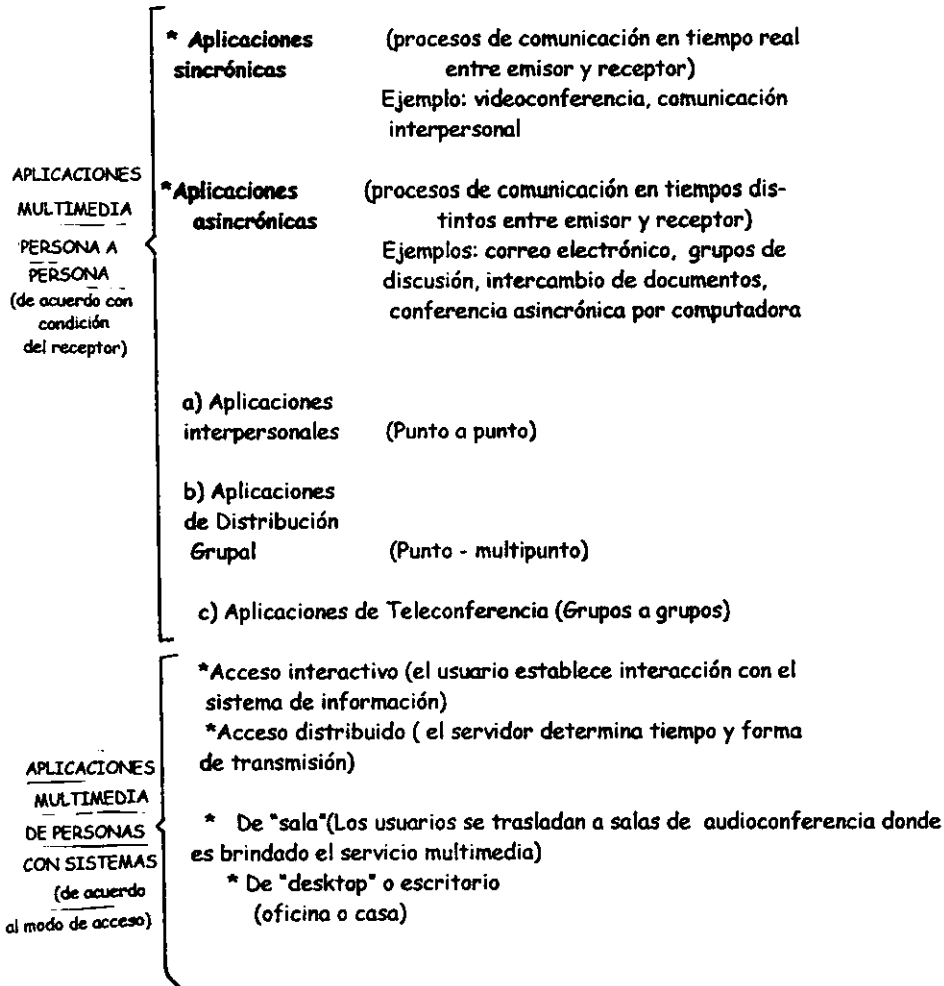 * Aplicaciones (procesos de comunicación en tiempo real
sincrónicas entre emisor y receptor)
Ejemplo: videoconferencia, comunicación
interpersonal
APLICACIONES
MULTIMEDIA
PERSONA A
PERSONA
(de acuerdo con
condición
del receptor)
*Aplicaciones (procesos de comunicación en tiempos dis-
asincrónicas tintos entre emisor y receptor)
Ejemplos: correo electrónico, grupos de
discusión, intercambio de documentos,
conferencia asincrónica por computadora
a) Aplicaciones
interpersonales (Punto a punto)
b) Aplicaciones
de Distribución
Grupal (Punto - multipunto)
c) Aplicaciones de Teleconferencia (Grupos a grupos)
*Acceso interactivo (el usuario establece interacción con el
sistema de información)
*Acceso distribuido ( el servidor determina tiempo y forma
de transmisión)
APLICACIONES
MULTIMEDIA
DE PERSONAS
CON SISTEMAS
(de acuerdo
al modo de acceso)
* De "sala"(Los usuarios se trasladan a salas de audioconferencia donde
es brindado el servicio multimedia)
* De "desktop" o escritorio
(oficina o casa)